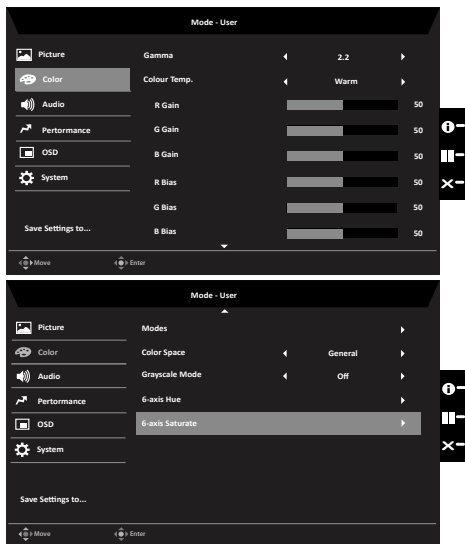 Mode - User
Picture
Gamma 2.2
Color
Colour Temp. Warm
Audio
R Gain 50
Pertormance
G Gain 50
OSD
B Gain 50
System
R Bias 50
G Bias 50
Save Settings to...
B Bias 50
Move Enter
Mode - User
Picture
Modes
Color
Color Space General
Audio
Grayscale Mode Off
Pertormance
6-axis Hue
OSD
6-axis Saturate
System
Save Settings to...
Move Enter